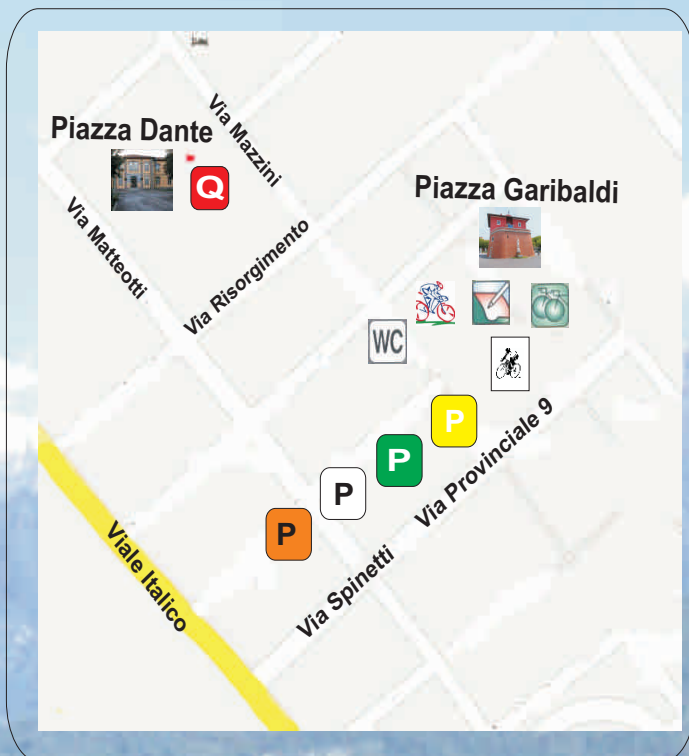 Piazza Dante
Via Mazzini
Q
Piazza Garibaldi
Via Matteotti
Via Risorgimento
WC
P
P
P
P
Via Provinciale 9
Viale Italico
Via Spinetti